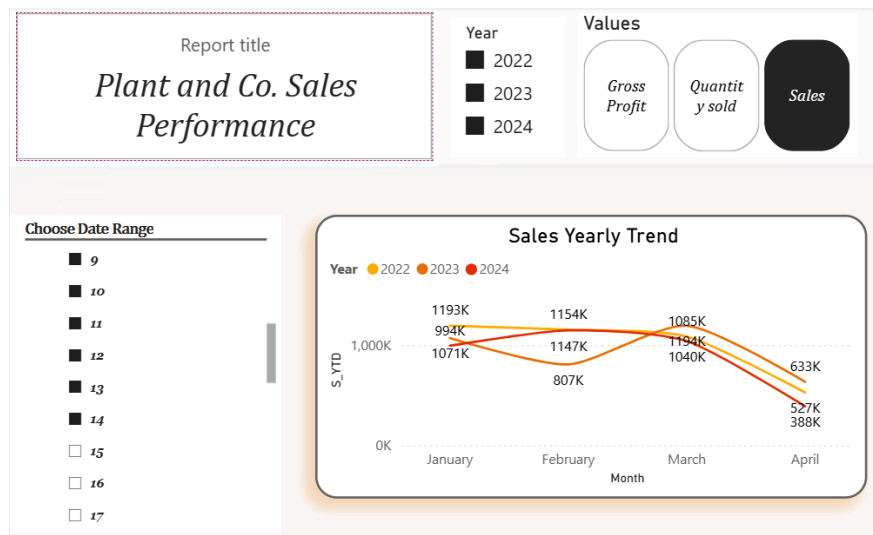 Report title
Plant and Co. Sales
Performance
Year
2022
2023
2024
Values
Gross
Profit
Quantit
y sold
Sales
Choose Date Range
9
10
11
12
13
14
15
16
17
Sales Yearly Trend
Year 2022 2023 2024
1193K
994K
1071K
1154K
1147K
807K
1085K
1194K
1040K
633K
527K
388K
1,000K
0K
S_YTD
January February March April
Month